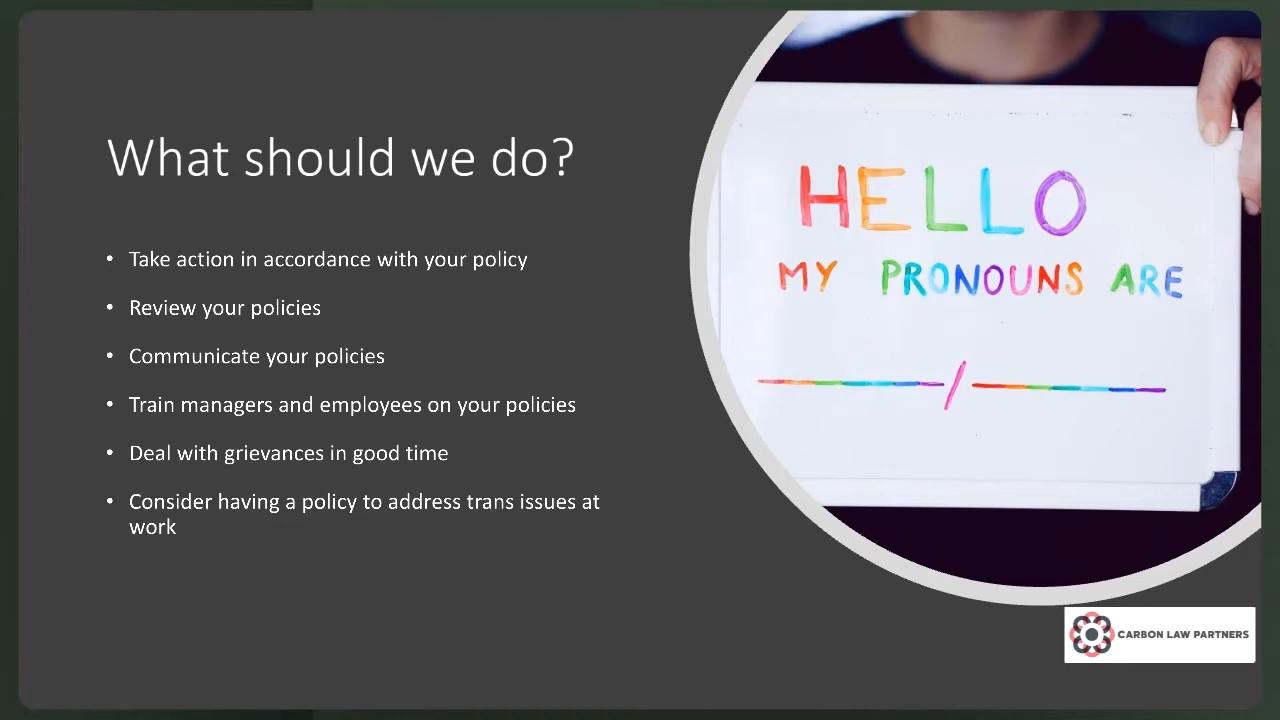 What should we do?
• Take action in accordance with your policy
• Review your policies
• Communicate your policies
• Train managers and employees on your policies
• Deal with grievances in good time
• Consider having a policy to address trans issues at
work
HELLO
MY PRONOUNS ARE
/
CARBON LAW PARTNERS